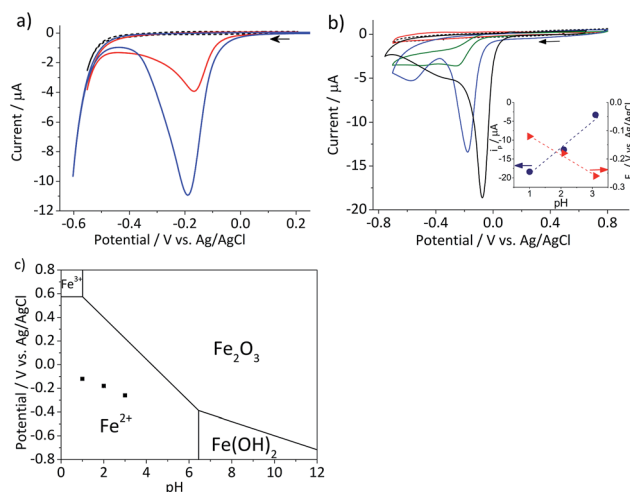 a)
0
-2
-4
-6
-8
-10
-12
Current / µA
-0.6 -0.4 -0.2 0.0 0.2
Potential / V vs. Ag/AgCl
b)
0
-5
-10
-15
-20
Current / µA
-0.8 -0.4 0.0 0.4 0.8
Potential / V vs. Ag/AgCl
0
-5
-10
-15
-20
iₚ / µA
0.0
-0.1
-0.2
-0.3
/ V vs. Ag/AgCl
1 2 3
pH
c)
0.8
0.6
0.4
0.2
0.0
-0.2
-0.4
-0.6
-0.8
Potential / V vs. Ag/AgCl
Fe³⁺
Fe₂O₃
Fe²⁺
Fe(OH)₂
0 2 4 6 8 10 12
pH